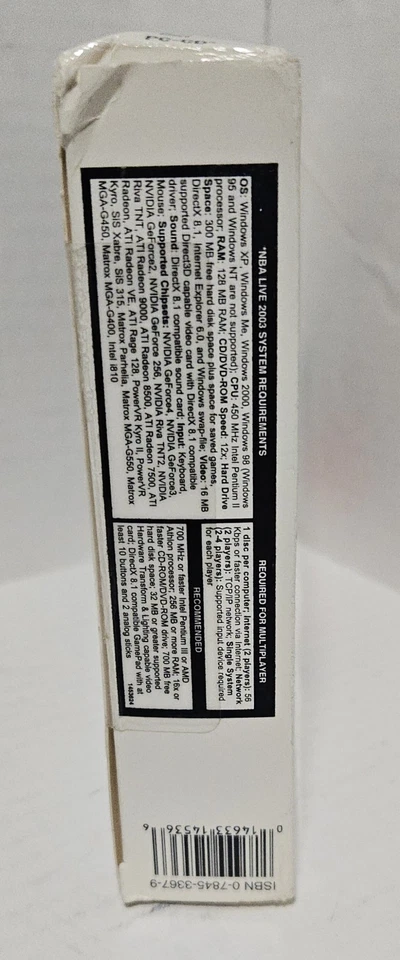 PC-CD
*NBA LIVE 2003 SYSTEM REQUIREMENTS
OS: Windows XP, Windows Me, Windows 2000, Windows 98 (Windows
95 and Windows NT are not supported); CPU: 450 MHz Intel Pentium II
processor; RAM: 128 MB RAM; CD/DVD-ROM Speed: 12x; Hard Drive
Space: 300 MB free hard disk space plus space for saved games,
DirectX 8.1, Internet Explorer 6.0, and Windows swap-file; Video: 16 MB
supported Direct3D capable video card with DirectX 8.1 compatible
driver; Sound: DirectX 8.1 compatible sound card; Input: Keyboard,
Mouse; Supported Chipsets: NVIDIA GeForce4, NVIDIA GeForce3,
NVIDIA GeForce2, NVIDIA GeForce 256, NVIDIA Riva TNT2, NVIDIA
Riva TNT, ATI Radeon 9000, ATI Radeon 8500, ATI Radeon 7500, ATI
Radeon, ATI Radeon VE, ATI Rage 128, PowerVR Kyro II, PowerVR
Kyro, SiS Xabre, SiS 315, Matrox Parhelia, Matrox MGA-G550, Matrox
MGA-G450, Matrox MGA-G400, Intel i810
REQUIRED FOR MULTIPLAYER
1 disc per computer; Internet (2 players): 56
Kbps or faster connection via Internet; Network
(2 players): TCP/IP network; Single System
(2-4 players): Supported input device required
for each player
RECOMMENDED
700 MHz or faster Intel Pentium III or AMD
Athlon processor; 256 MB or more RAM; 16x or
faster CD-ROM/DVD-ROM drive; 700 MB free
hard disk space; 32 MB or greater supported
Hardware Transform & Lighting capable video
card; DirectX 8.1 compatible GamePad with at
least 10 buttons and 2 analog sticks
1453624
ISBN 0-7845-3367-9
0 14633 14536 6